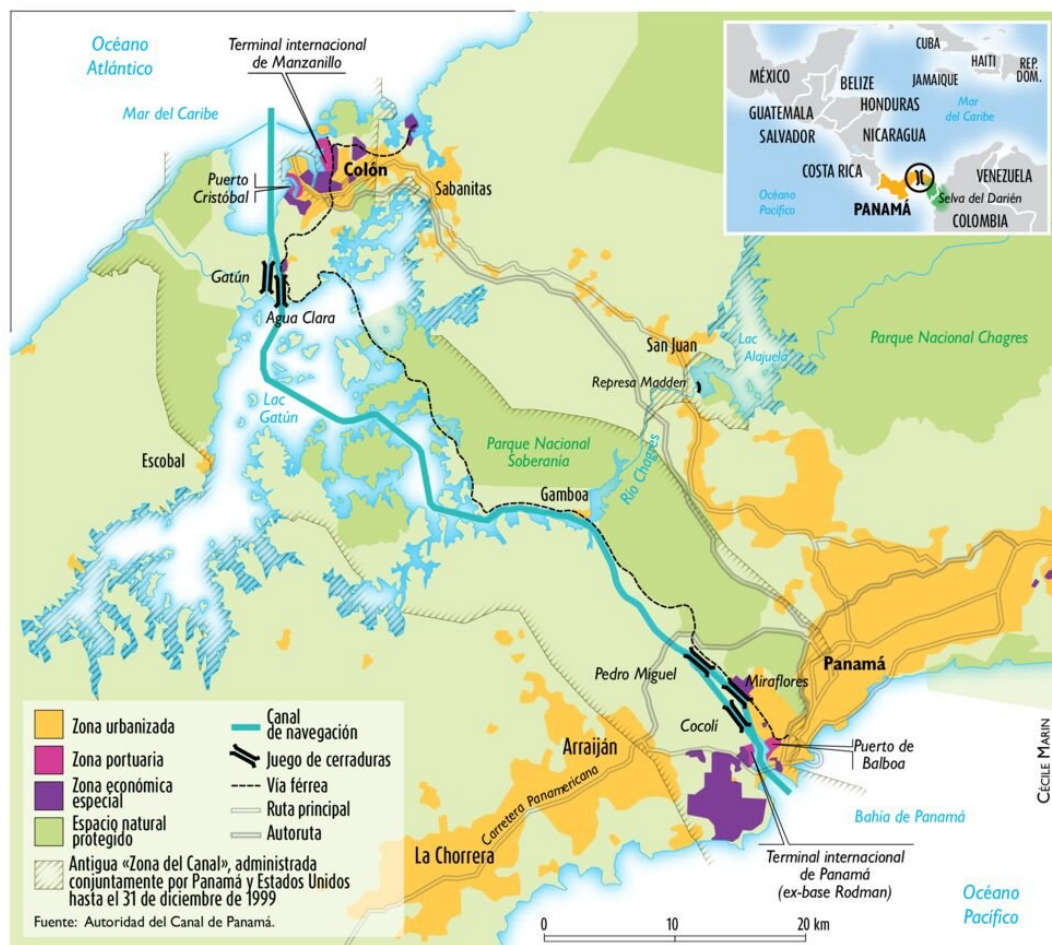 Océano
Atlántico
Terminal internacional
de Manzanillo
Mar del Caribe
Puerto
Cristóbal
Colón
Sabanitas
Gatún
Agua Clara
Lac
Gatún
Escobal
San Juan
Lac
Alajuela
Represa Madden
Parque Nacional Chagres
Parque Nacional
Soberanía
Gamboa
Río Chagres
Pedro Miguel
Miraflores
Panamá
Cocolí
Arraiján
Puerto de
Balboa
Carretera Panamericana
La Chorrera
Bahia de Panamá
Terminal internacional
de Panamá
(ex-base Rodman)
Océano
Pacífico
CUBA
HAITI
REP.
DOM.
MÉXICO
BELIZE
JAMAIQUE
GUATEMALA
HONDURAS
Mar
del Caribe
SALVADOR
NICARAGUA
COSTA RICA
VENEZUELA
Océano
Pacífico
Selva del Darién
PANAMÁ
COLOMBIA
Zona urbanizada
Zona portuaria
Zona económica
especial
Espacio natural
protegido
Canal
de navegación
Juego de cerraduras
Vía férrea
Ruta principal
Autoruta
Antigua «Zona del Canal», administrada
conjuntamente por Panamá y Estados Unidos
hasta el 31 de diciembre de 1999
Fuente: Autoridad del Canal de Panamá.
0 10 20 km
CÉCILE MARIN